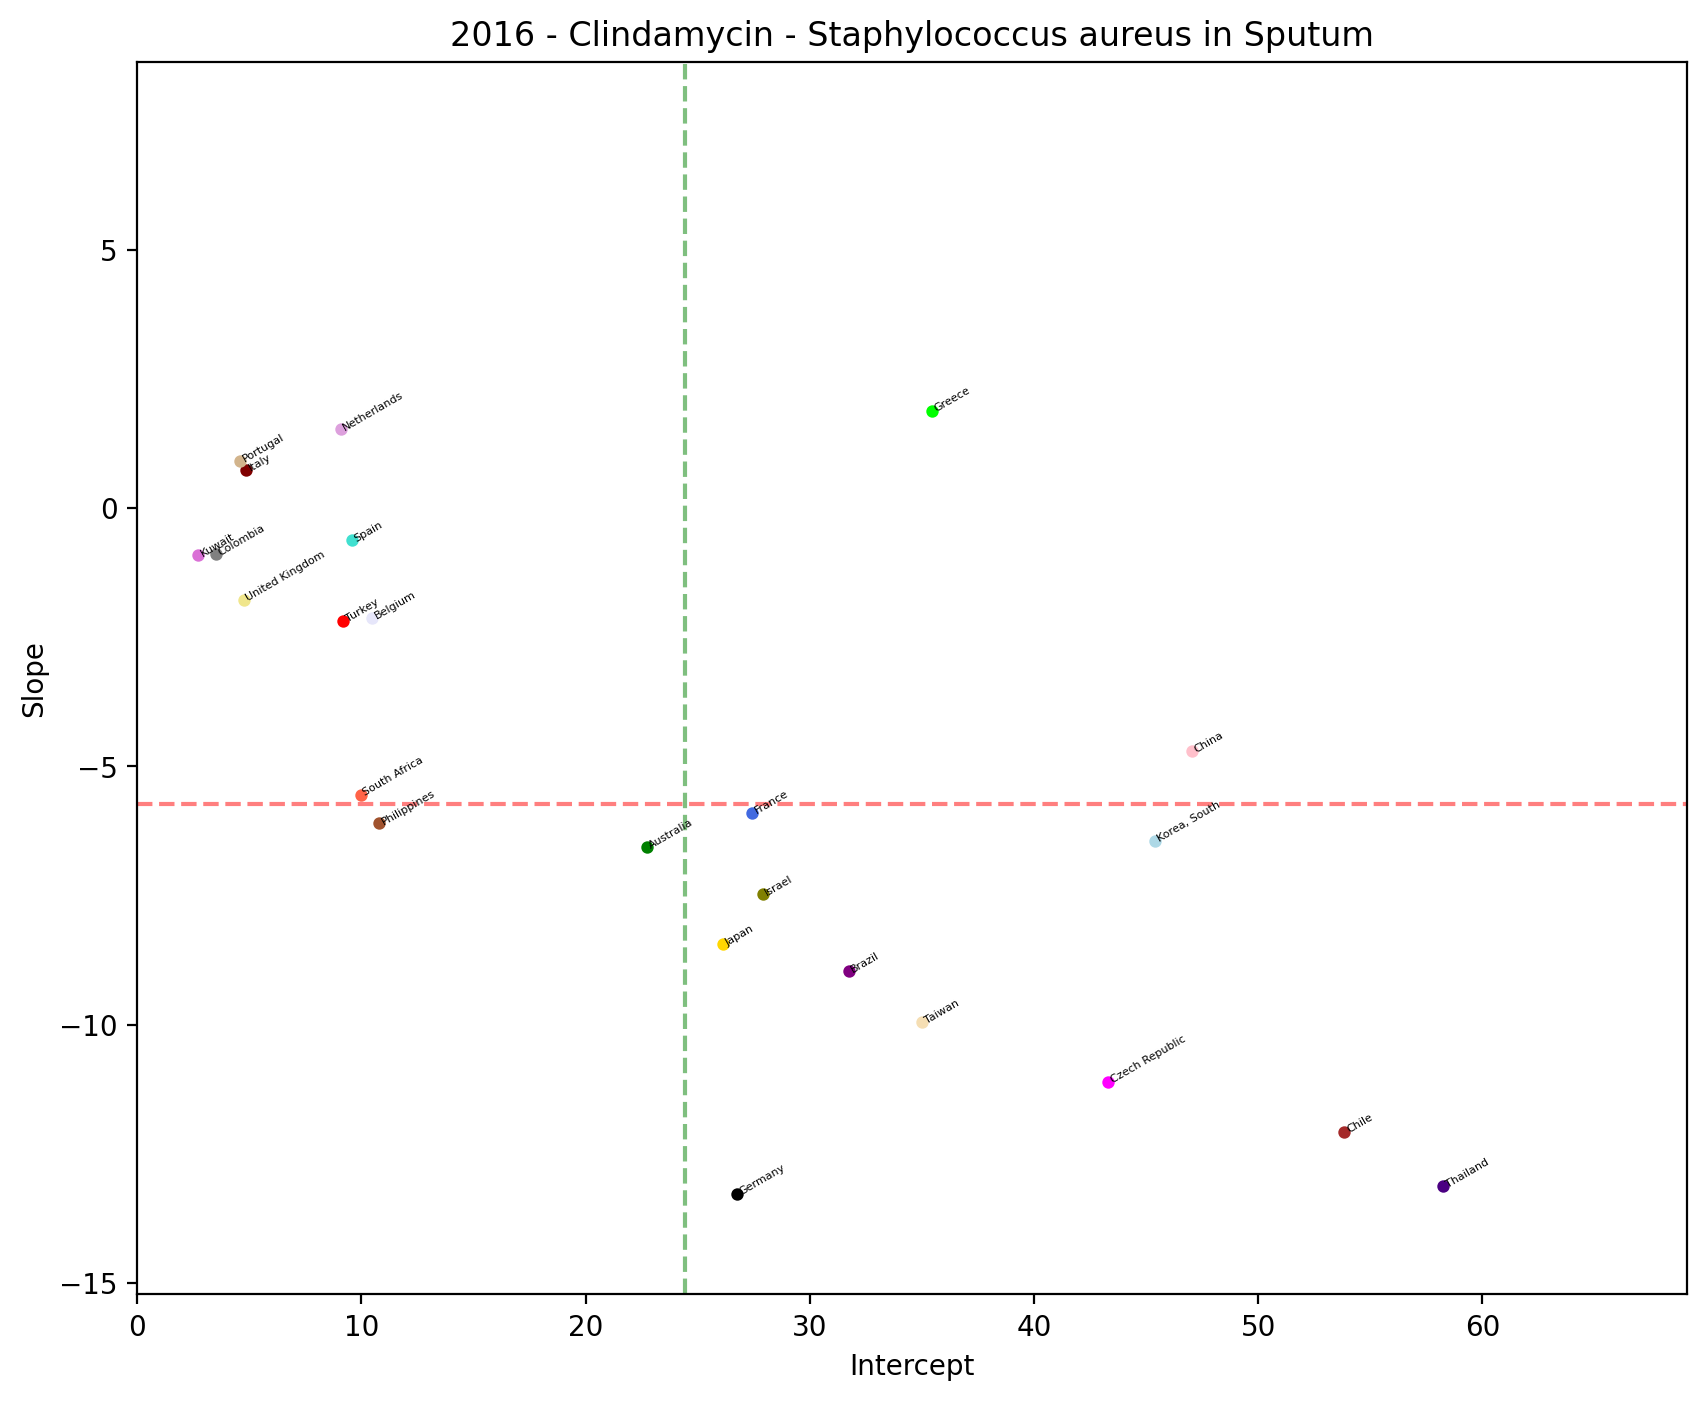 2016 - Clindamycin - Staphylococcus aureus in Sputum
5
0
−5
−10
−15
Slope
Netherlands
Greece
Portugal
Italy
Spain
Kuwait
Colombia
United Kingdom
Turkey
Belgium
China
South Africa
Philippines
France
Korea, South
Australia
Israel
Japan
Brazil
Taiwan
Czech Republic
Chile
Germany
Thailand
0
10
20
30
40
50
60
Intercept